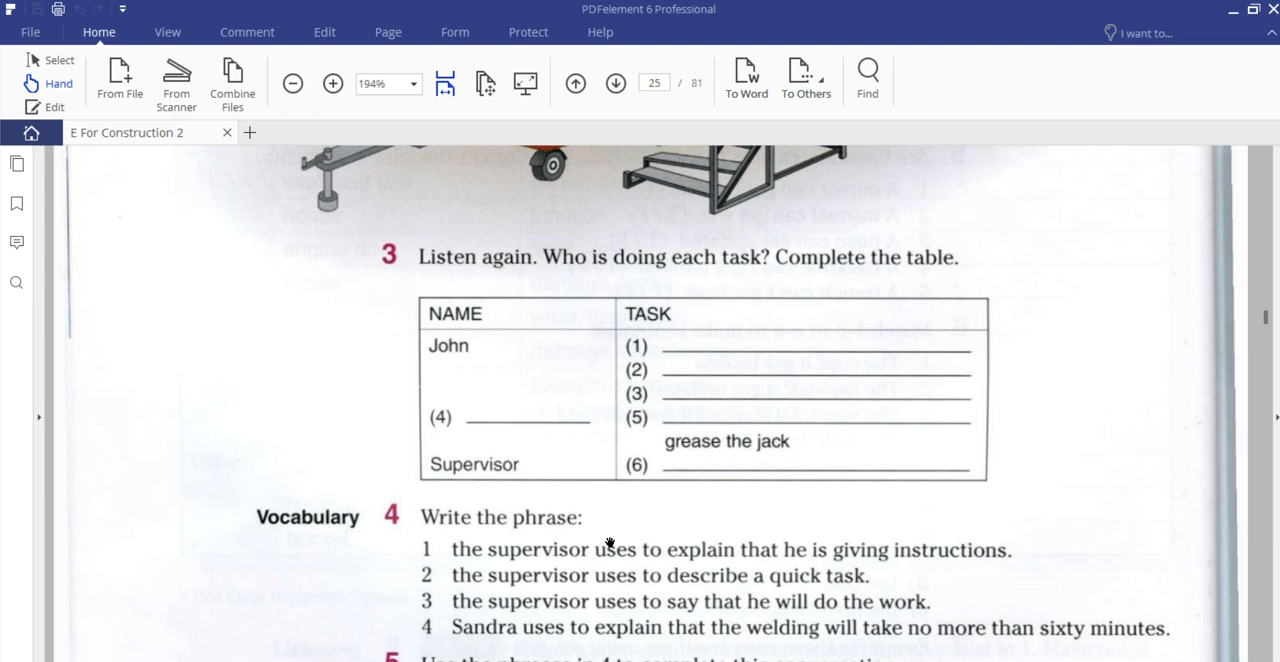 PDFelement 6 Professional
File Home View Comment Edit Page Form Protect Help I want to...
Select
Hand
Edit
From File
From Scanner
Combine Files
194%
25 / 81
To Word
To Others
Find
E For Construction 2
3 Listen again. Who is doing each task? Complete the table.
NAME TASK
John (1)
(2)
(3)
(4) (5)
grease the jack
Supervisor (6)
Vocabulary 4 Write the phrase:
1 the supervisor uses to explain that he is giving instructions.
2 the supervisor uses to describe a quick task.
3 the supervisor uses to say that he will do the work.
4 Sandra uses to explain that the welding will take no more than sixty minutes.